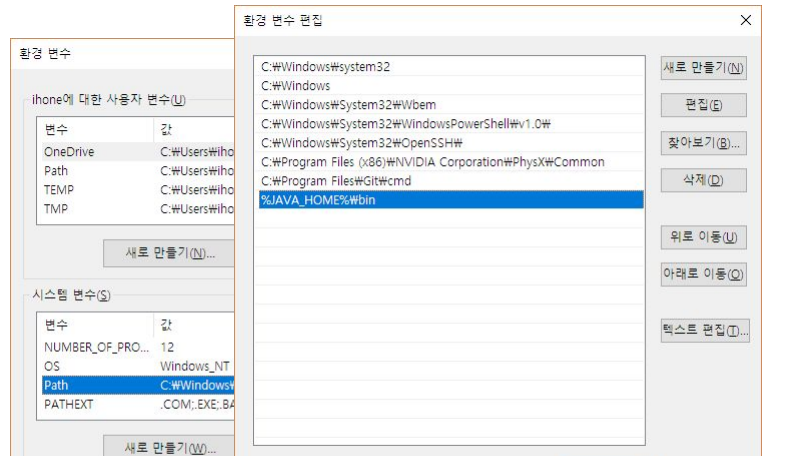 환경 변수 편집
C:₩Windows₩system32
C:₩Windows
C:₩Windows₩System32₩Wbem
C:₩Windows₩System32₩WindowsPowerShell₩v1.0₩
C:₩Windows₩System32₩OpenSSH₩
C:₩Program Files (x86)₩NVIDIA Corporation₩PhysX₩Common
C:₩Program Files₩Git₩cmd
%JAVA_HOME%₩bin
새로 만들기(N)
편집(E)
찾아보기(B)...
삭제(D)
위로 이동(U)
아래로 이동(O)
텍스트 편집(T)...
환경 변수
ihone에 대한 사용자 변수(U)
변수 값
OneDrive C:₩Users₩iho
Path C:₩Users₩iho
TEMP C:₩Users₩iho
TMP C:₩Users₩iho
새로 만들기(N)...
시스템 변수(S)
변수 값
NUMBER_OF_PRO... 12
OS Windows_NT
Path C:₩Windows₩
PATHEXT .COM;.EXE;.BA
새로 만들기(W)...